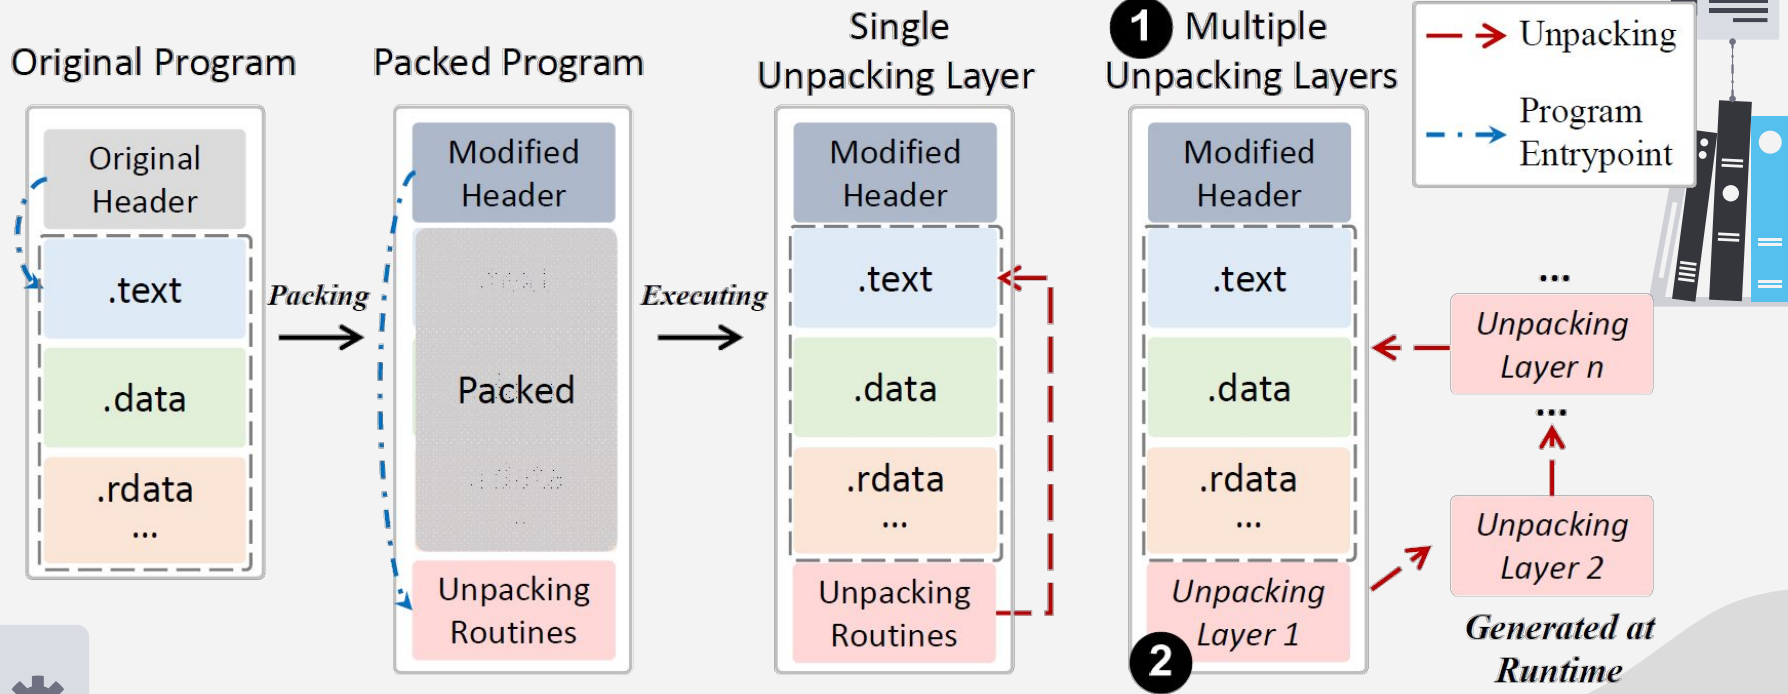 Original Program
Original
Header
.text
.data
.rdata
...
Packing
Packed Program
Modified
Header
Packed
Unpacking
Routines
Executing
Single
Unpacking Layer
Modified
Header
.text
.data
.rdata
...
Unpacking
Routines
1 Multiple
Unpacking Layers
Modified
Header
.text
.data
.rdata
...
Unpacking
Layer 1
2
Unpacking
Program
Entrypoint
...
Unpacking
Layer n
...
Unpacking
Layer 2
Generated at
Runtime